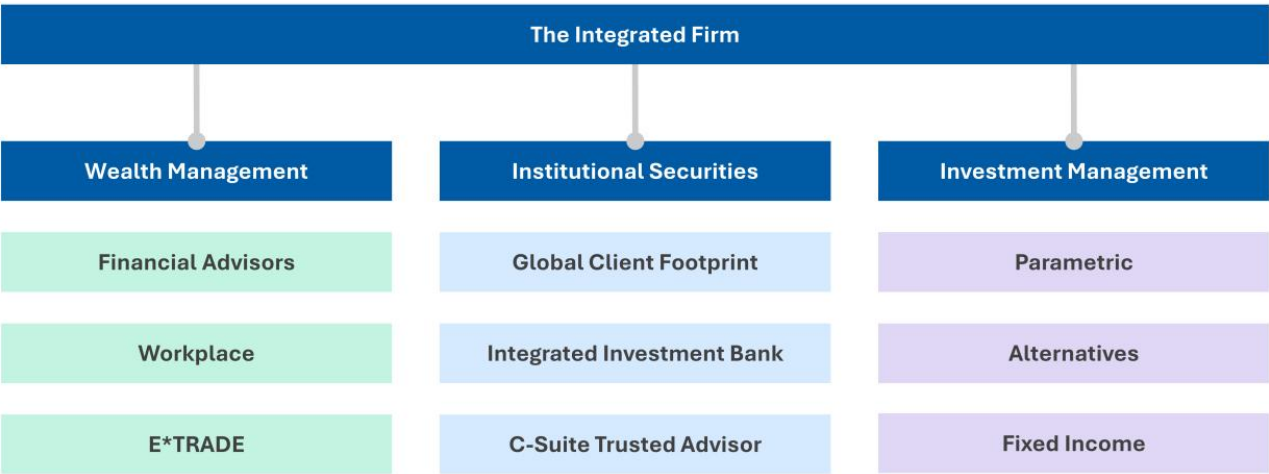 The Integrated Firm
Wealth Management
Institutional Securities
Investment Management
Financial Advisors
Global Client Footprint
Parametric
Workplace
Integrated Investment Bank
Alternatives
E*TRADE
C-Suite Trusted Advisor
Fixed Income